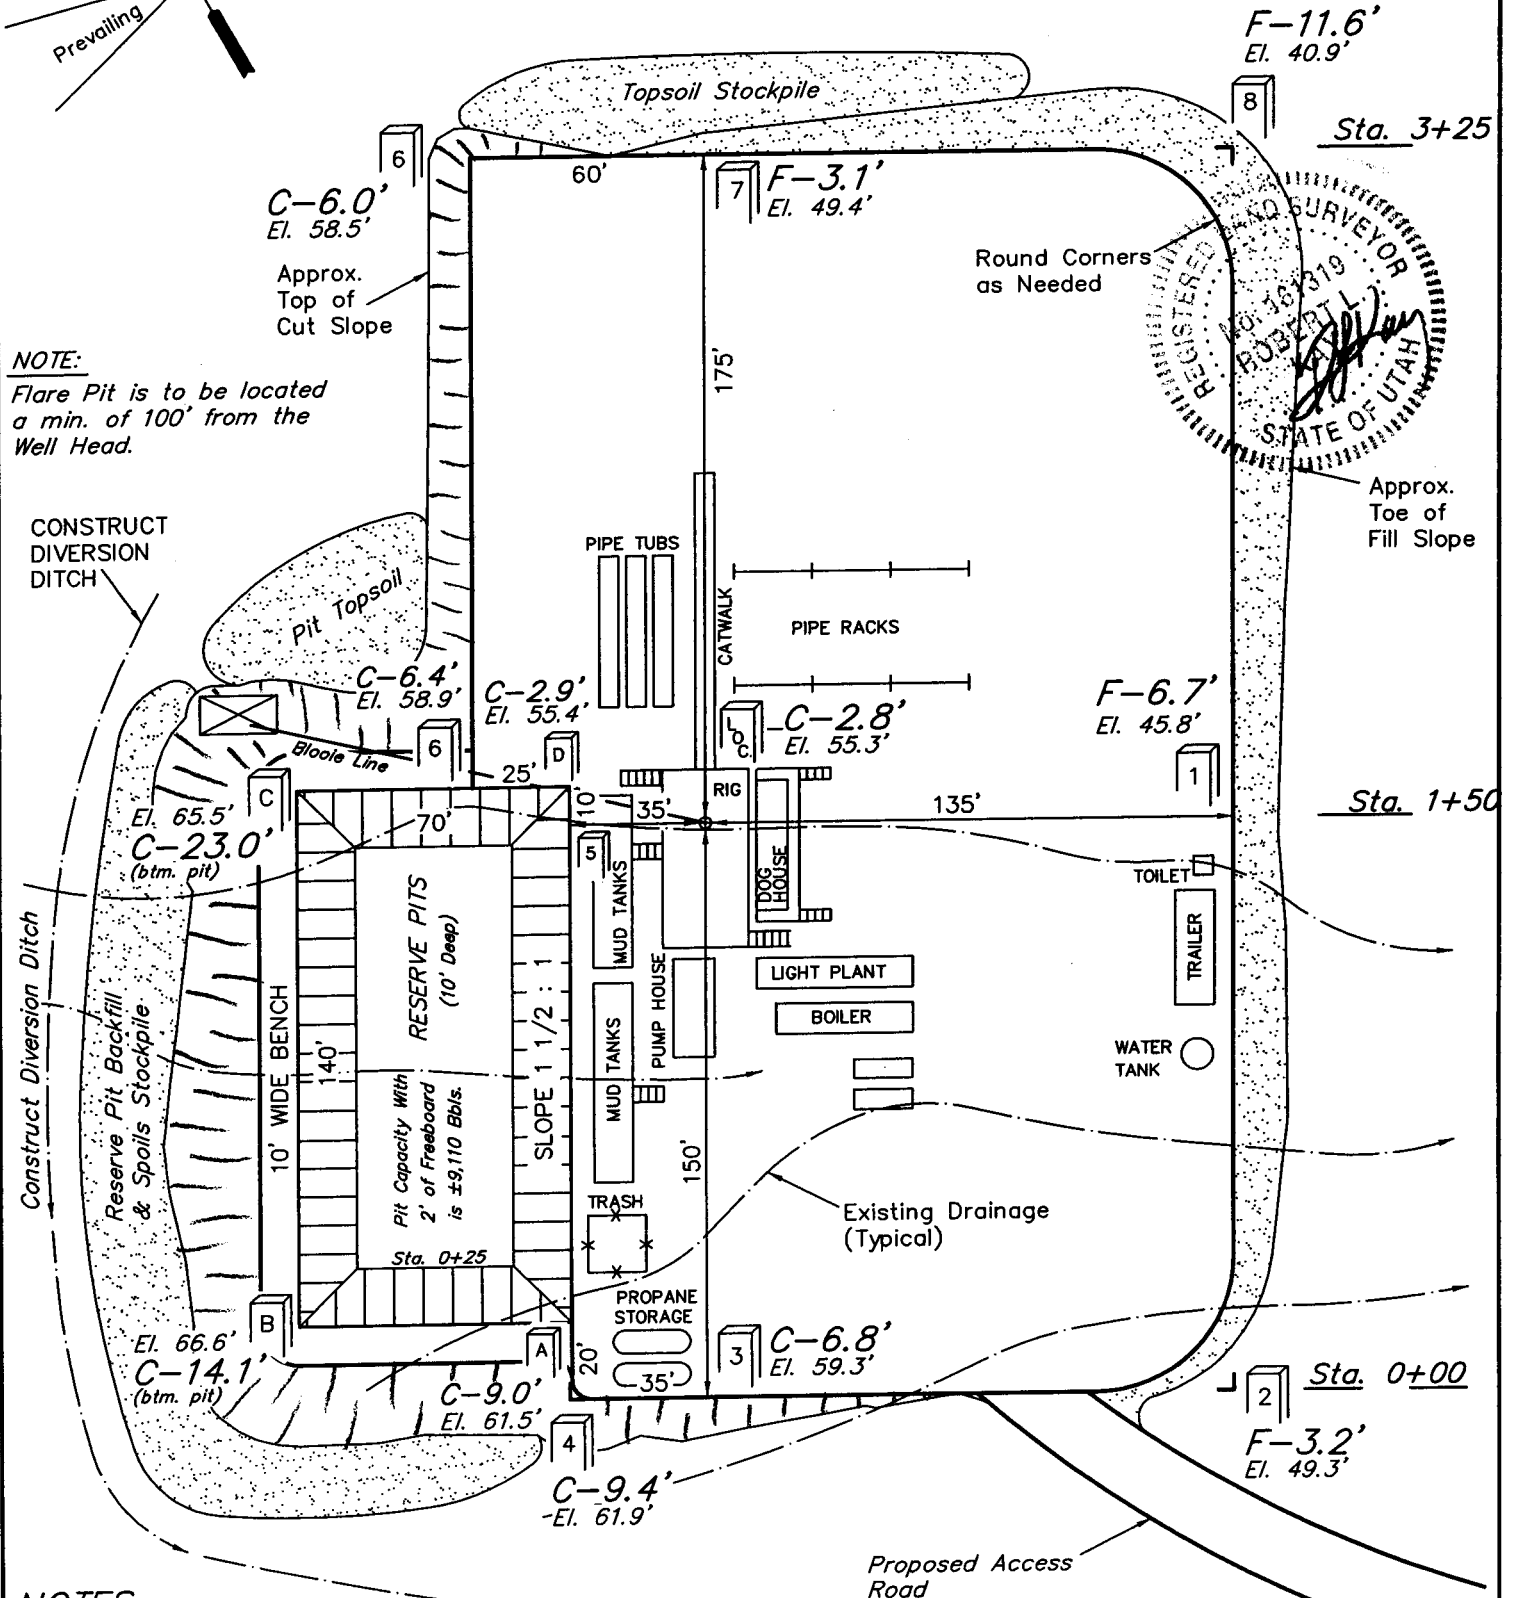 Prevailing
F-11.6'
El. 40.9'
8
Sta. 3+25
Topsoil Stockpile
6
C-6.0'
El. 58.5'
60'
7
F-3.1'
El. 49.4'
Approx.
Top of
Cut Slope
Round Corners
as Needed
REGISTERED LAND SURVEYOR
No. 161319
ROBERT L.
KAY
STATE OF UTAH
175'
NOTE:
Flare Pit is to be located
a min. of 100' from the
Well Head.
Approx.
Toe of
Fill Slope
CONSTRUCT
DIVERSION
DITCH
Pit Topsoil
PIPE TUBS
CATWALK
PIPE RACKS
C-6.4'
El. 58.9'
C-2.9'
El. 55.4'
LOC.
C-2.8'
El. 55.3'
F-6.7'
El. 45.8'
Blooie Line
6
D
25'
1
C
El. 65.5'
C-23.0'
(btm. pit)
70'
10'
35'
RIG
135'
Sta. 1+50
5
MUD TANKS
DOG HOUSE
TOILET
TRAILER
RESERVE PITS
(10' Deep)
SLOPE 1 1/2 : 1
LIGHT PLANT
BOILER
PUMP HOUSE
MUD TANKS
WATER
TANK
Construct Diversion Ditch
Reserve Pit Backfill
& Spoils Stockpile
10' WIDE BENCH
140'
Pit Capacity With
2' of Freeboard
is ±9,110 Bbls.
150'
Sta. 0+25
TRASH
Existing Drainage
(Typical)
PROPANE
STORAGE
B
El. 66.6'
C-14.1'
(btm. pit)
A
20'
35'
3
C-6.8'
El. 59.3'
C-9.0'
El. 61.5'
2
Sta. 0+00
F-3.2'
El. 49.3'
4
C-9.4'
El. 61.9'
Proposed Access
Road
NOTES